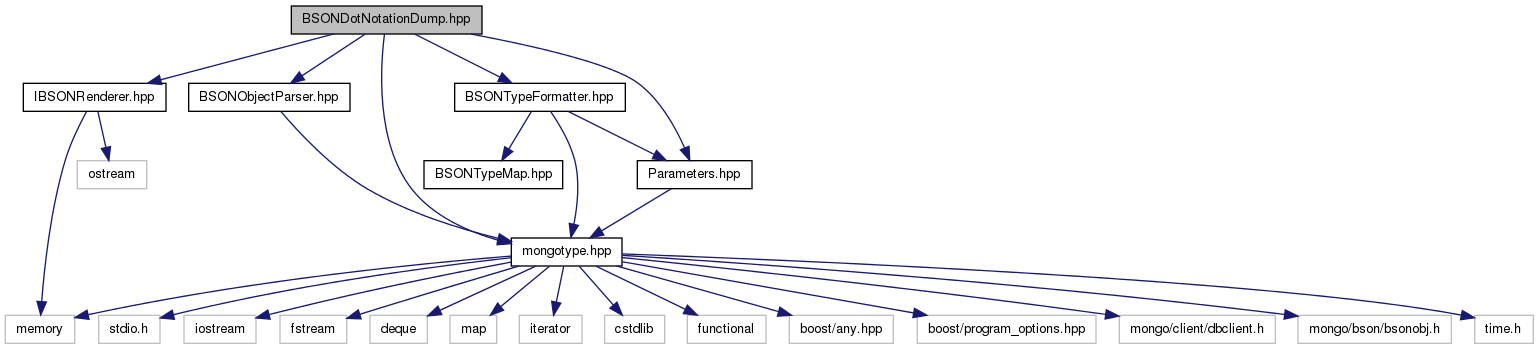 BSONDotNotationDump.hpp
IBSONRenderer.hpp
BSONObjectParser.hpp
BSONTypeFormatter.hpp
ostream
BSONTypeMap.hpp
Parameters.hpp
mongotype.hpp
memory
stdio.h
iostream
fstream
deque
map
iterator
cstdlib
functional
boost/any.hpp
boost/program_options.hpp
mongo/client/dbclient.h
mongo/bson/bsonobj.h
time.h